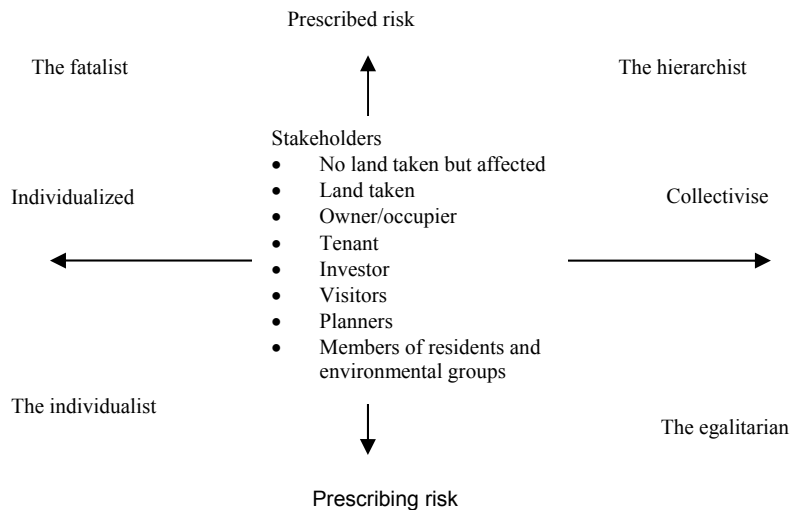 Prescribed risk
The fatalist
The hierarchist
Stakeholders
• No land taken but affected
• Land taken
• Owner/occupier
• Tenant
• Investor
• Visitors
• Planners
• Members of residents and
environmental groups
Individualized
Collectivise
The individualist
The egalitarian
Prescribing risk